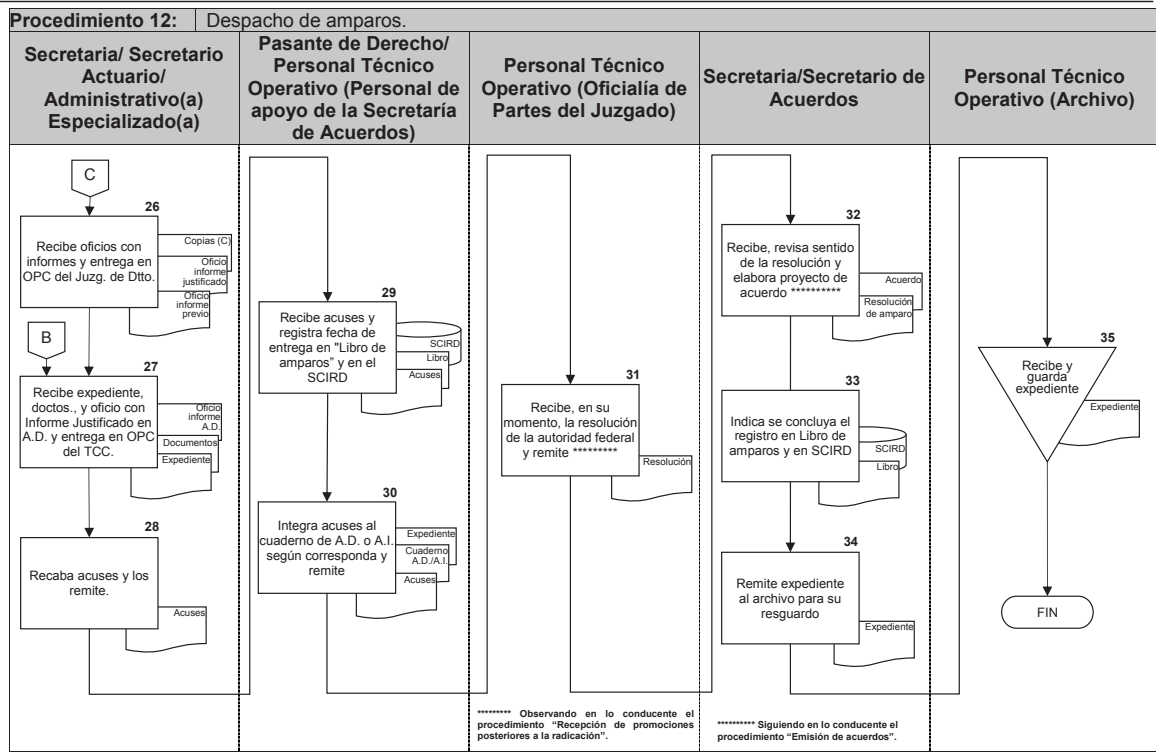 Procedimiento 12: Despacho de amparos.
Secretaria/ Secretario
Actuario/
Administrativo(a)
Especializado(a)
Pasante de Derecho/
Personal Técnico
Operativo (Personal de
apoyo de la Secretaría
de Acuerdos)
Personal Técnico
Operativo (Oficialía de
Partes del Juzgado)
Secretaria/Secretario de
Acuerdos
Personal Técnico
Operativo (Archivo)
C
26
Recibe oficios con
informes y entrega en
OPC del Juzg. de Dtto.
Copias (C)
Oficio
informe
justificado
Oficio
informe
previo
B
27
Recibe expediente,
doctos., y oficio con
Informe Justificado en
A.D. y entrega en OPC
del TCC.
Oficio
informe
A.D.
Documentos
Expediente
28
Recaba acuses y los
remite.
Acuses
29
Recibe acuses y
registra fecha de
entrega en "Libro de
amparos” y en el
SCIRD
SCIRD
Libro
Acuses
30
Integra acuses al
cuaderno de A.D. o A.I.
según corresponda y
remite
Expediente
Cuaderno
A.D./A.I.
Acuses
31
Recibe, en su
momento, la resolución
de la autoridad federal
y remite *********
Resolución
********* Observando en lo conducente el
procedimiento “Recepción de promociones
posteriores a la radicación”.
32
Recibe, revisa sentido
de la resolución y
elabora proyecto de
acuerdo **********
Acuerdo
Resolución
de amparo
33
Indica se concluya el
registro en Libro de
amparos y en SCIRD
SCIRD
Libro
34
Remite expediente
al archivo para su
resguardo
Expediente
********** Siguiendo en lo conducente el
procedimiento “Emisión de acuerdos”.
35
Recibe y
guarda
expediente
Expediente
FIN